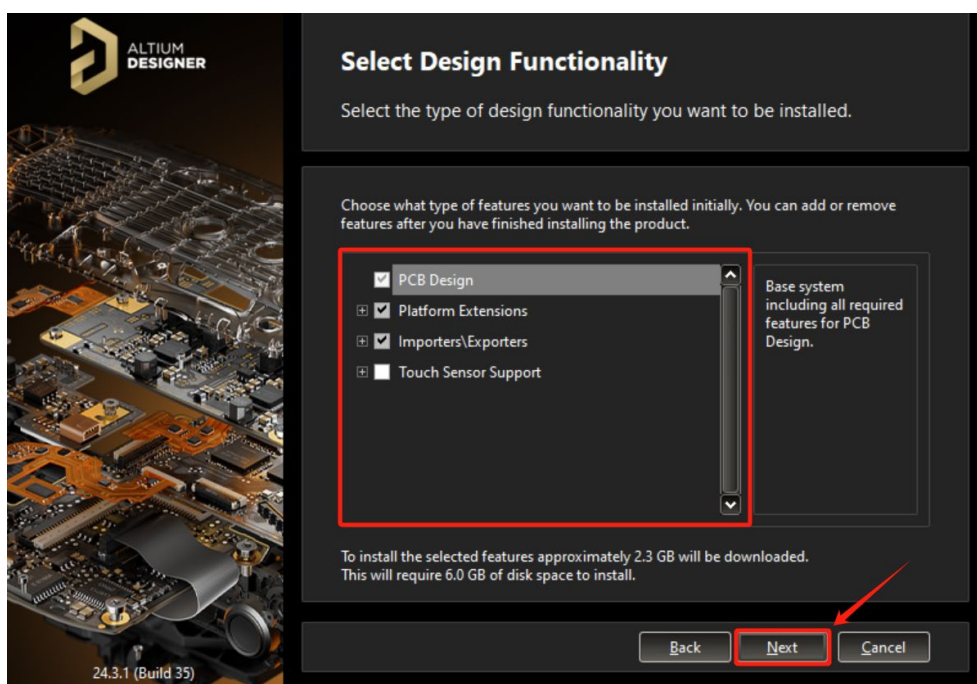 ALTIUM
DESIGNER
Select Design Functionality
Select the type of design functionality you want to be installed.
Choose what type of features you want to be installed initially. You can add or remove
features after you have finished installing the product.
PCB Design
Platform Extensions
Importers\Exporters
Touch Sensor Support
Base system
including all required
features for PCB
Design.
To install the selected features approximately 2.3 GB will be downloaded.
This will require 6.0 GB of disk space to install.
Back
Next
Cancel
24.3.1 (Build 35)